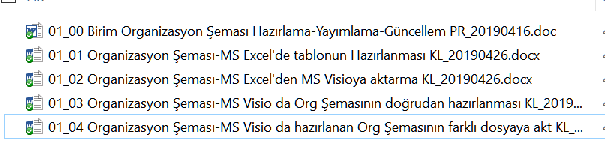 01_00 Birim Organizasyon Şeması Hazırlama-Yayımlama-Güncellem PR_20190416.doc
01_01 Organizasyon Şeması-MS Excel'de tablonun Hazırlanması KL_20190426.docx
01_02 Organizasyon Şeması-MS Excel'den MS Visioya aktarma KL_20190426.docx
01_03 Organizasyon Şeması-MS Visio da Org Şemasının doğrudan hazırlanması KL_2019...
01_04 Organizasyon Şeması-MS Visio da hazırlanan Org Şemasının farklı dosyaya akt KL_...